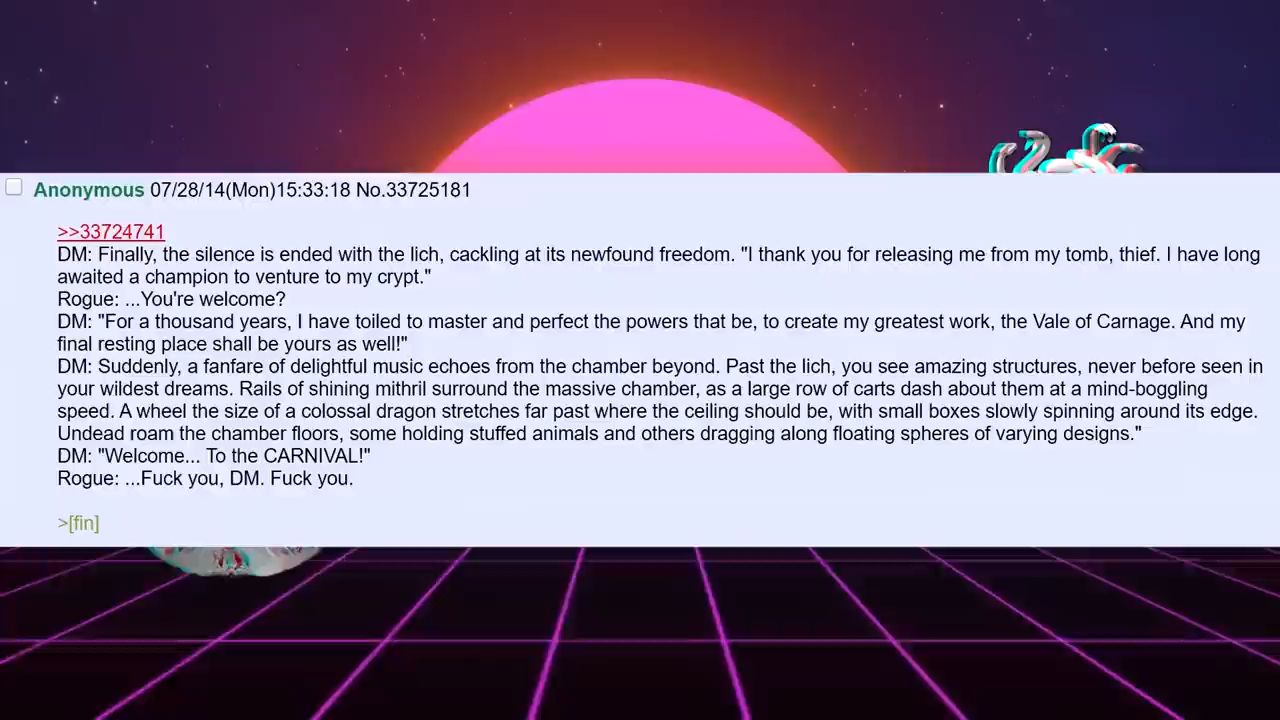 Anonymous 07/28/14(Mon)15:33:18 No.33725181
>>33724741
DM: Finally, the silence is ended with the lich, cackling at its newfound freedom. "I thank you for releasing me from my tomb, thief. I have long
awaited a champion to venture to my crypt."
Rogue: ...You're welcome?
DM: "For a thousand years, I have toiled to master and perfect the powers that be, to create my greatest work, the Vale of Carnage. And my
final resting place shall be yours as well!"
DM: Suddenly, a fanfare of delightful music echoes from the chamber beyond. Past the lich, you see amazing structures, never before seen in
your wildest dreams. Rails of shining mithril surround the massive chamber, as a large row of carts dash about them at a mind-boggling
speed. A wheel the size of a colossal dragon stretches far past where the ceiling should be, with small boxes slowly spinning around its edge.
Undead roam the chamber floors, some holding stuffed animals and others dragging along floating spheres of varying designs."
DM: "Welcome... To the CARNIVAL!"
Rogue: ...Fuck you, DM. Fuck you.
>[fin]